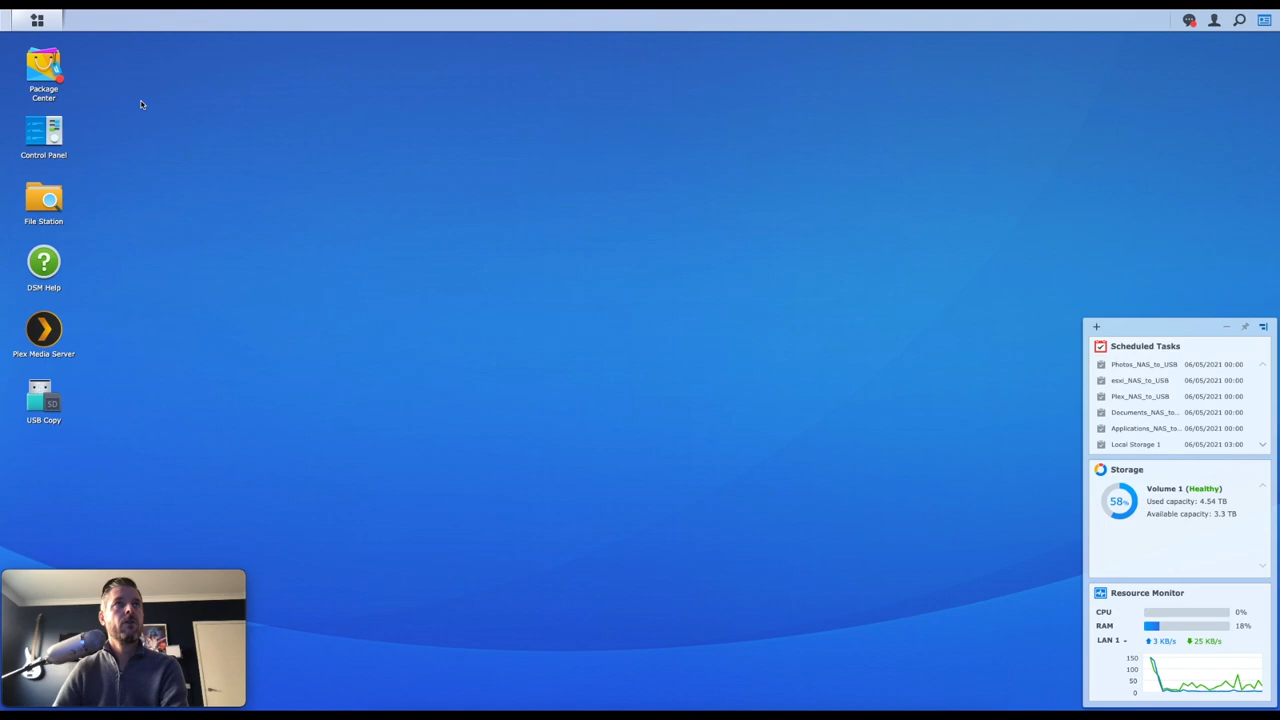 Package
Center
Control Panel
File Station
DSM Help
Plex Media Server
SD
USB Copy
Scheduled Tasks
Photos_NAS_to_USB 06/05/2021 00:00
esxi_NAS_to_USB 06/05/2021 00:00
Plex_NAS_to_USB 06/05/2021 00:00
Documents_NAS_to... 06/05/2021 00:00
Applications_NAS_to... 06/05/2021 00:00
Local Storage 1 06/05/2021 03:00
Storage
58%
Volume 1 (Healthy)
Used capacity: 4.54 TB
Available capacity: 3.3 TB
Resource Monitor
CPU 0%
RAM 18%
LAN 1 3 KB/s 25 KB/s
150
100
50
0